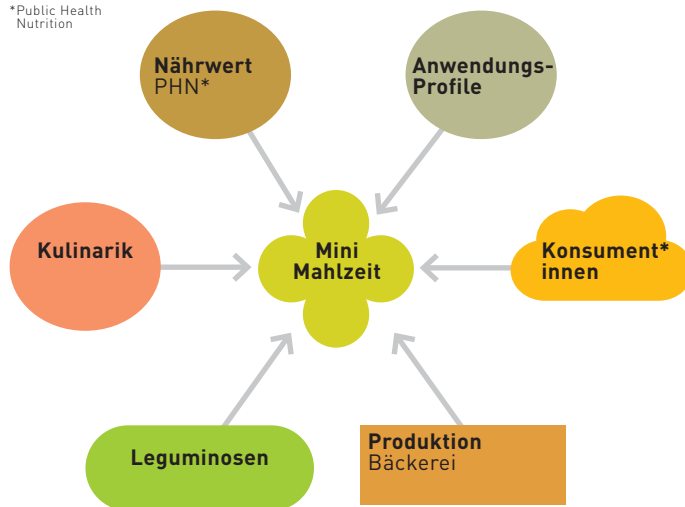 *Public Health
Nutrition
Nährwert
PHN*
Anwendungs-
Profile
Kulinarik
Mini
Mahlzeit
Konsument*
innen
Leguminosen
Produktion
Bäckerei